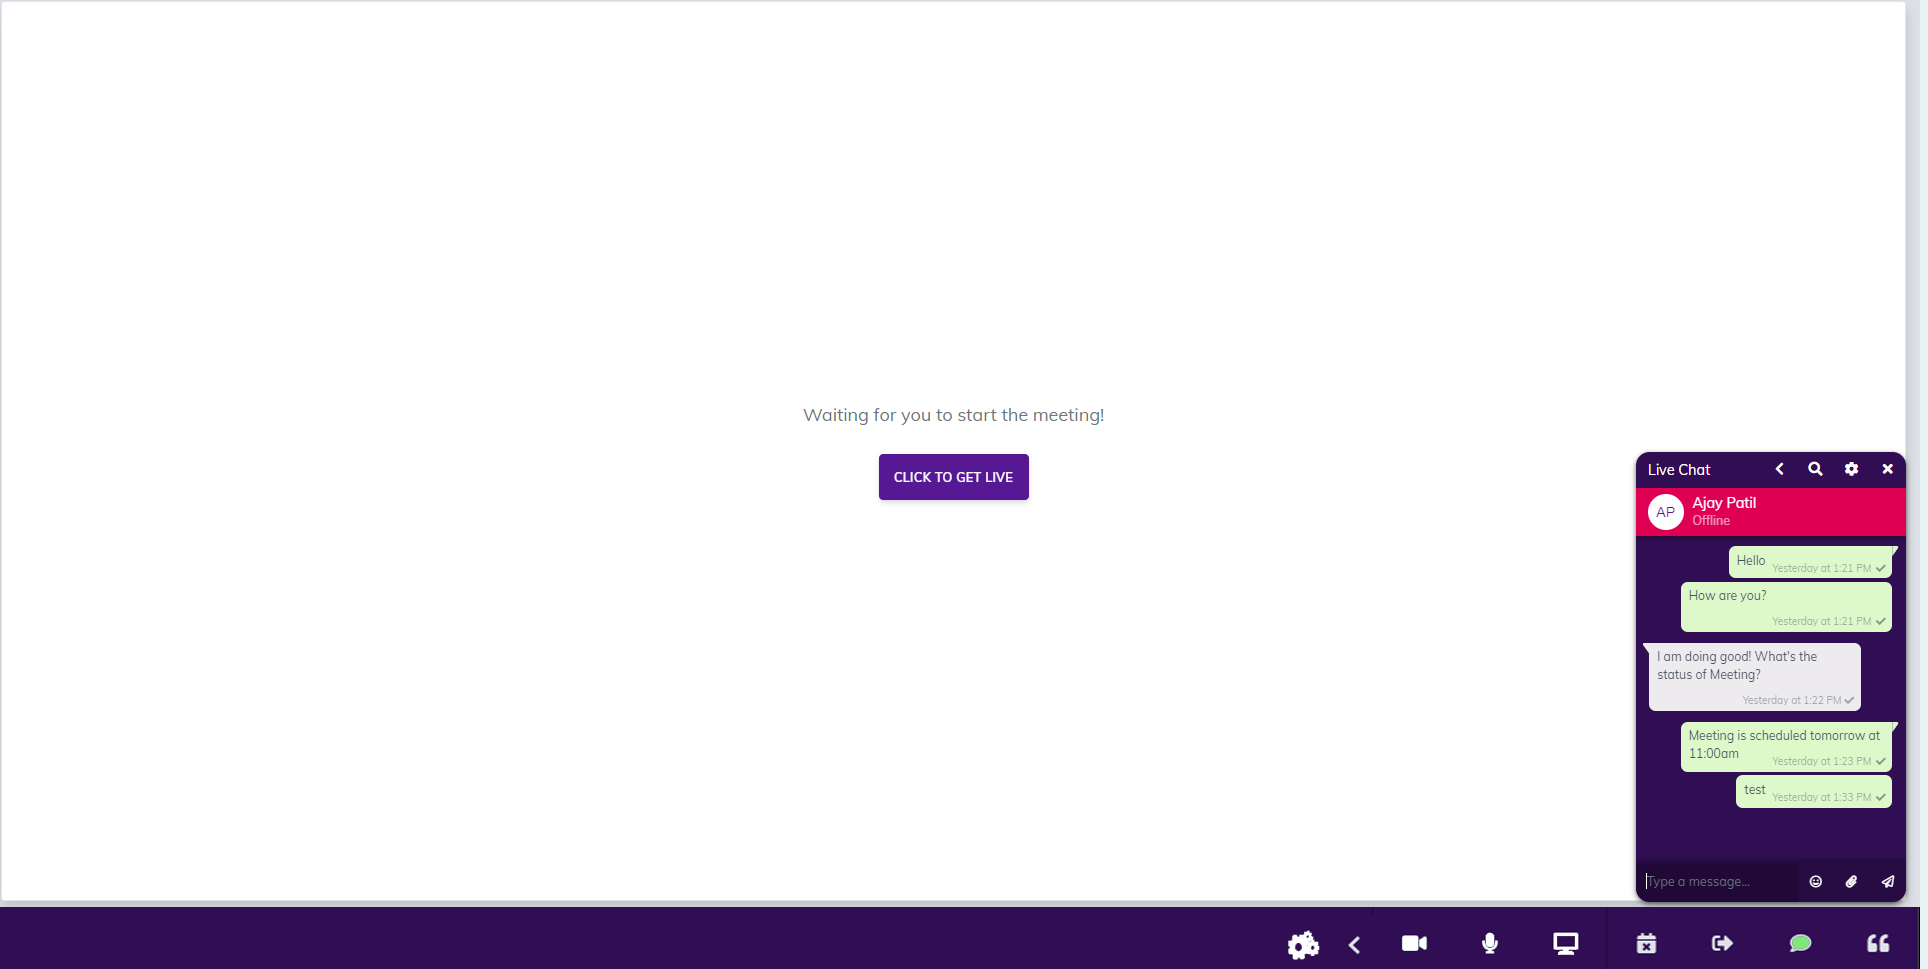 Waiting for you to start the meeting!
CLICK TO GET LIVE
Live Chat
AP
Ajay Patil
Offline
Hello
Yesterday at 1:21 PM
How are you?
Yesterday at 1:21 PM
I am doing good! What's the
status of Meeting?
Yesterday at 1:22 PM
Meeting is scheduled tomorrow at
11:00am
Yesterday at 1:23 PM
test
Yesterday at 1:33 PM
Type a message...